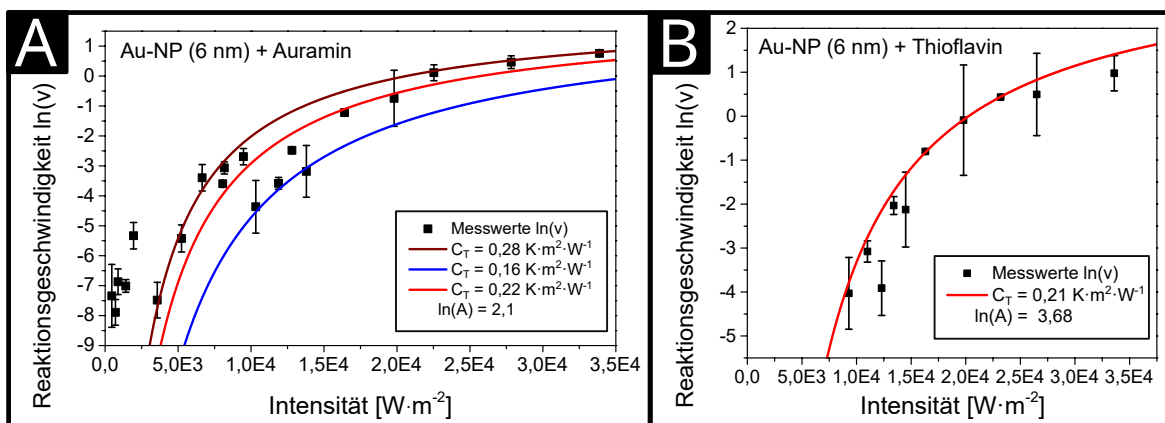 A
Au-NP (6 nm) + Auramin
Reaktionsgeschwindigkeit ln(v)
1
0
-1
-2
-3
-4
-5
-6
-7
-8
-9
Messwerte ln(v)
C_T = 0,28 K·m²·W⁻¹
C_T = 0,16 K·m²·W⁻¹
C_T = 0,22 K·m²·W⁻¹
ln(A) = 2,1
0,0 5,0E3 1,0E4 1,5E4 2,0E4 2,5E4 3,0E4 3,5E4
Intensität [W·m⁻²]
B
Au-NP (6 nm) + Thioflavin
Reaktionsgeschwindigkeit ln(v)
2
1
0
-1
-2
-3
-4
-5
Messwerte ln(v)
C_T = 0,21 K·m²·W⁻¹
ln(A) = 3,68
0,0 5,0E3 1,0E4 1,5E4 2,0E4 2,5E4 3,0E4 3,5E4
Intensität [W·m⁻²]